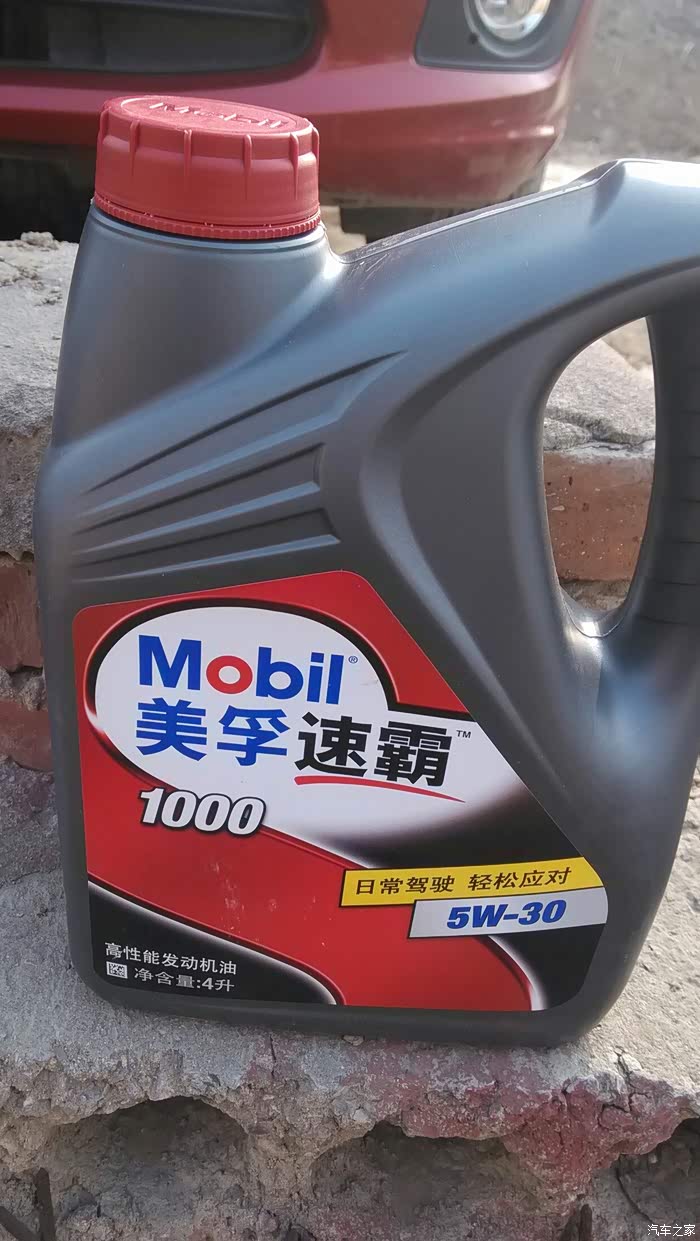 Mobil
Mobil®
美孚速霸™
1000
日常驾驶 轻松应对
5W-30
高性能发动机油
净含量:4升
汽车之家